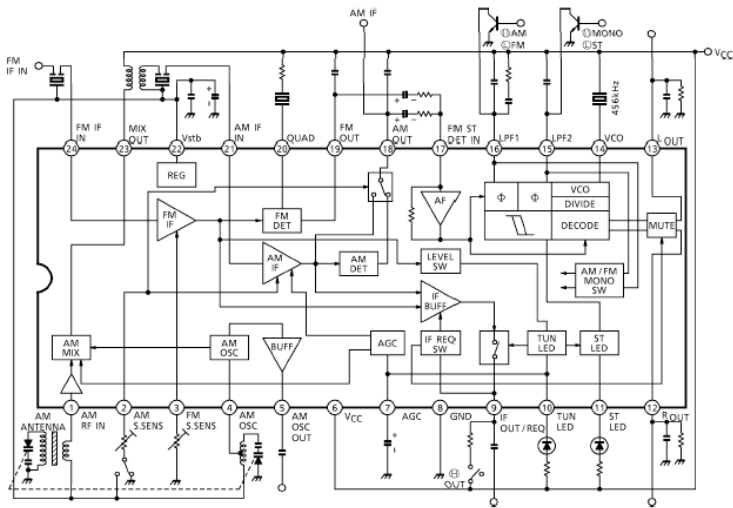 AM IF
Ⓗ AM
Ⓛ FM
Ⓗ MONO
Ⓛ ST
VCC
FM
IF IN
456kHz
FM IF
IN
MIX
OUT
Vstb
AM IF
IN
QUAD
FM
OUT
AM
OUT
FM ST
DET IN
LPF1
LPF2
VCO
L OUT
24
23
22
21
20
19
18
17
16
15
14
13
REG
FM
IF
FM
DET
AF
Φ
Φ
VCO
DIVIDE
DECODE
MUTE
AM
IF
AM
DET
LEVEL
SW
AM / FM
MONO
SW
IF
BUFF
AM
MIX
AM
OSC
BUFF
AGC
IF REQ
SW
TUN
LED
ST
LED
1
2
3
4
5
6
7
8
9
10
11
12
AM
ANTENNA
AM
RF IN
AM
S.SENS
FM
S.SENS
AM
OSC
AM
OSC
OUT
VCC
AGC
GND
IF
OUT/REQ
TUN
LED
ST
LED
R OUT
Ⓗ
OUT